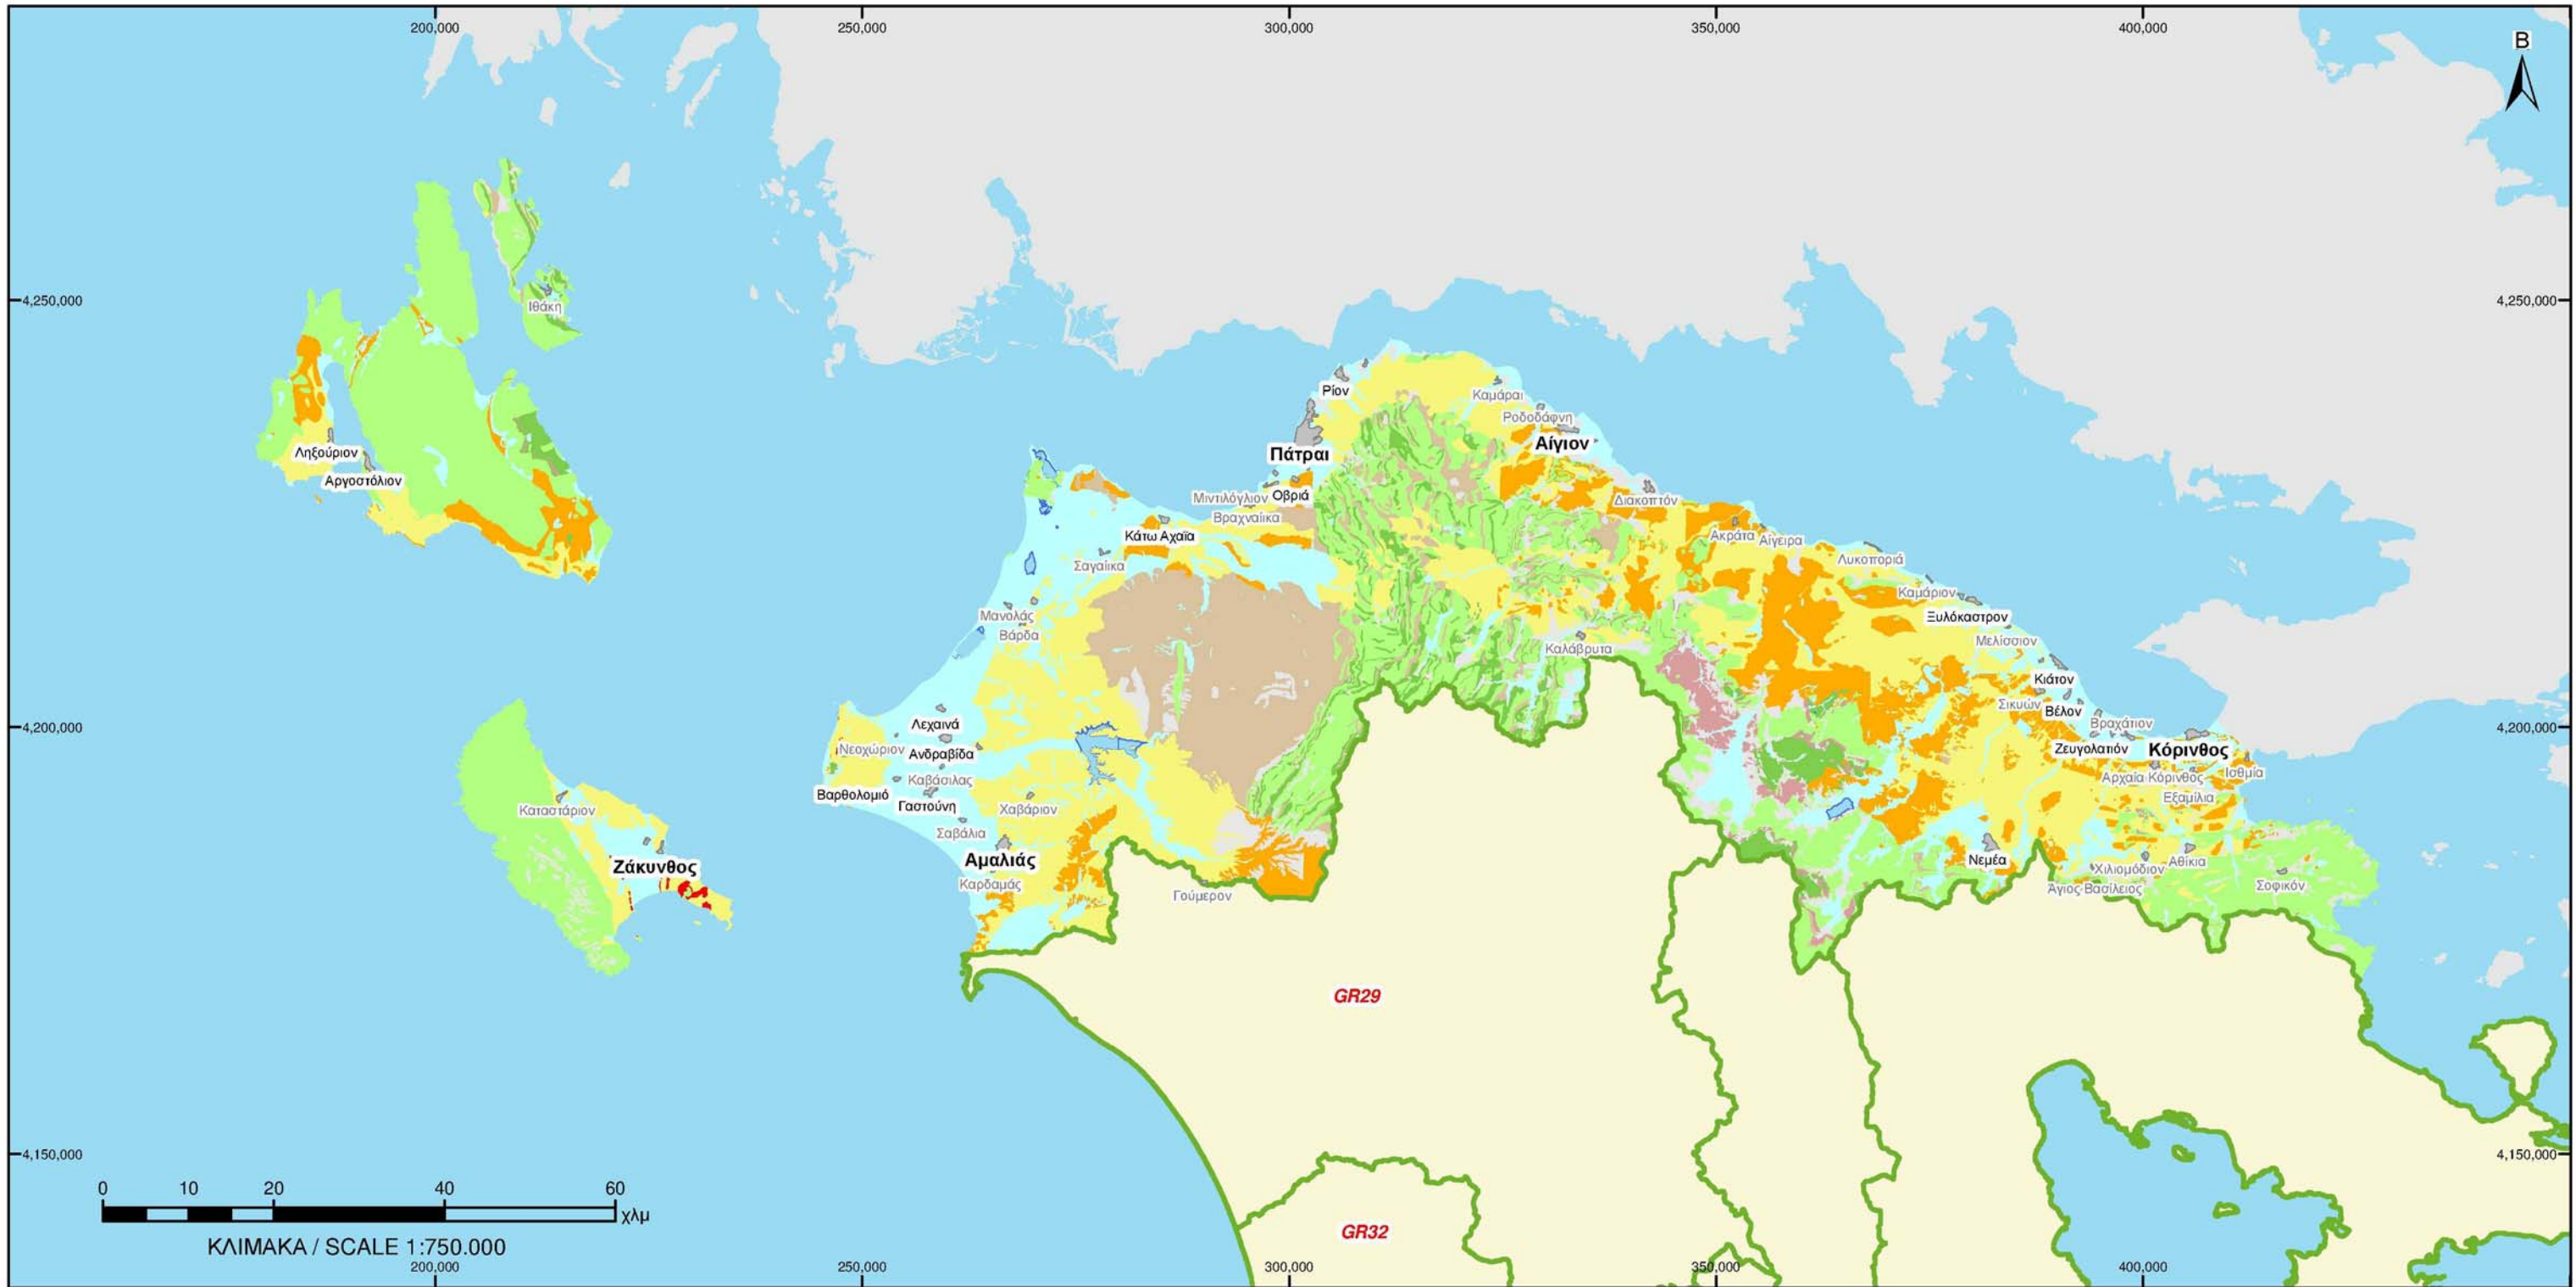 200,000
250,000
300,000
350,000
400,000
Β
4,250,000
4,250,000
Ιθάκη
Ρίον
Καμάραι
Ροδοδάφνη
Αίγιον
Ληξούριον
Πάτραι
Αργοστόλιον
Μιντιλόγλιον
Οβριά
Διακοπτόν
Βραχναίικα
Κάτω Αχαϊα
Ακράτα
Αίγειρα
Σαγαίικα
Λυκοποριά
Καμάριον
Μανολάς
Ξυλόκαστρον
Βάρδα
Μελίσσιον
Καλάβρυτα
Κιάτον
Σικυών
Βέλον
4,200,000
Λεχαινά
Βραχάτιον
4,200,000
Νεοχώριον
Ανδραβίδα
Ζευγολατιόν
Κόρινθος
Καβάσιλας
Αρχαία Κόρινθος
Ισθμία
Βαρθολομιό
Γαστούνη
Εξαμίλια
Καταστάριον
Χαβάριον
Σαβάλια
Ζάκυνθος
Αμαλιάς
Νεμέα
Αθίκια
Χιλιομόδιον
Καρδαμάς
Γούμερον
Άγιος Βασίλειος
Σοφικόν
GR29
4,150,000
4,150,000
0
10
20
40
60
χλμ
GR32
ΚΛΙΜΑΚΑ / SCALE 1:750.000
200,000
250,000
300,000
350,000
400,000